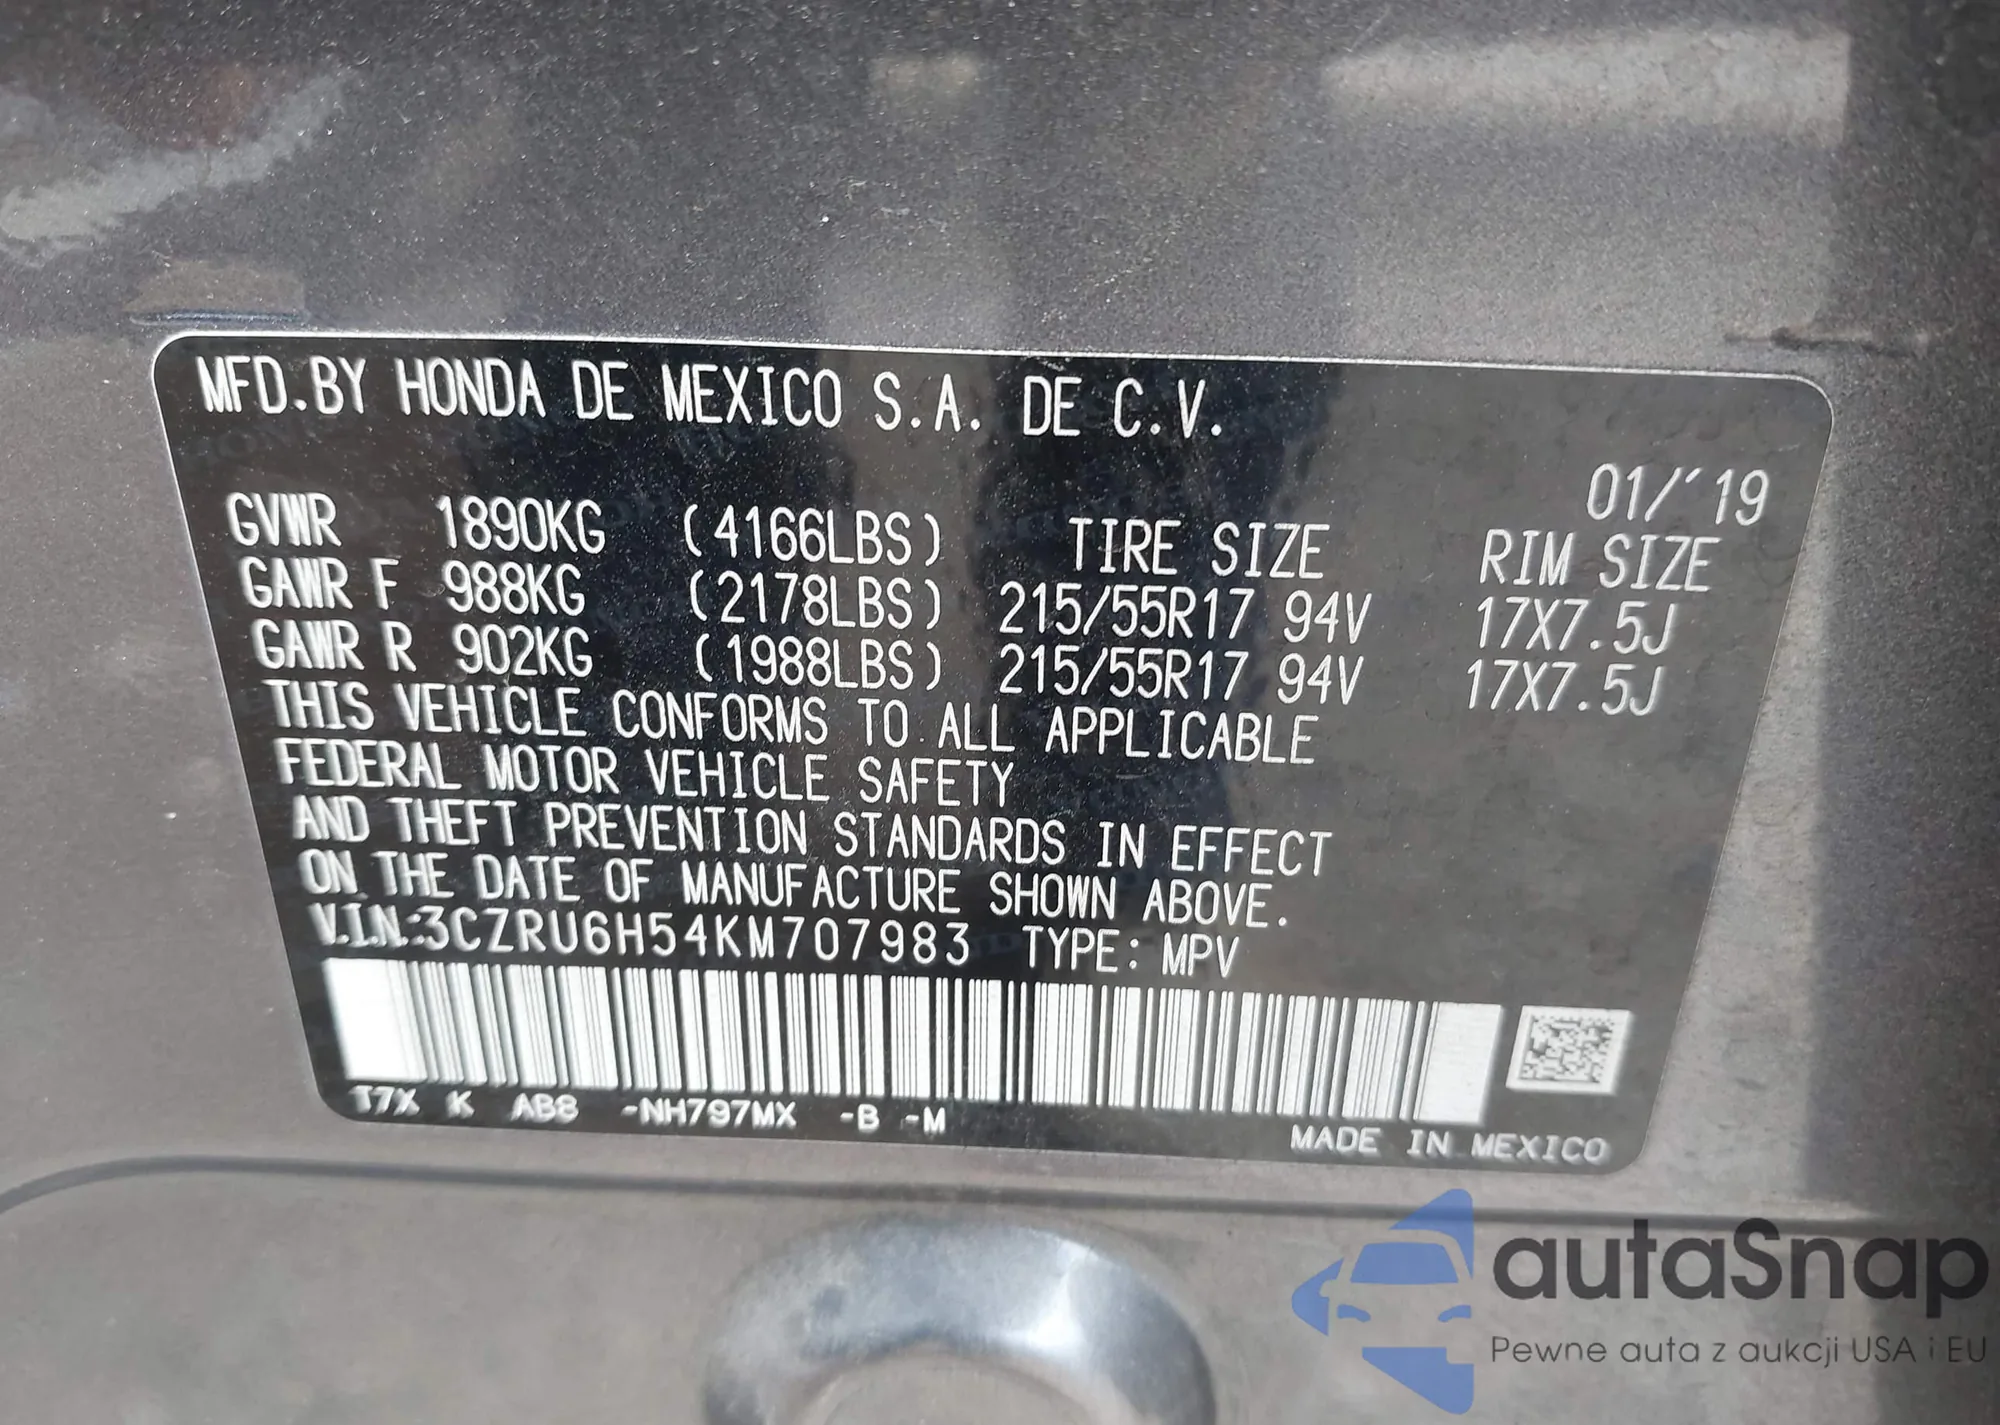 MFD.BY HONDA DE MEXICO S.A. DE C.V.
01/'19
GVWR 1890KG (4166LBS) TIRE SIZE RIM SIZE
GAWR F 988KG (2178LBS) 215/55R17 94V 17X7.5J
GAWR R 902KG (1988LBS) 215/55R17 94V 17X7.5J
THIS VEHICLE CONFORMS TO ALL APPLICABLE
FEDERAL MOTOR VEHICLE SAFETY
AND THEFT PREVENTION STANDARDS IN EFFECT
ON THE DATE OF MANUFACTURE SHOWN ABOVE.
V.I.N:3CZRU6H54KM707983 TYPE: MPV
T7X K AB8 -NH797MX -B -M
MADE IN MEXICO
autaSnap
Pewne auta z aukcji USA i EU